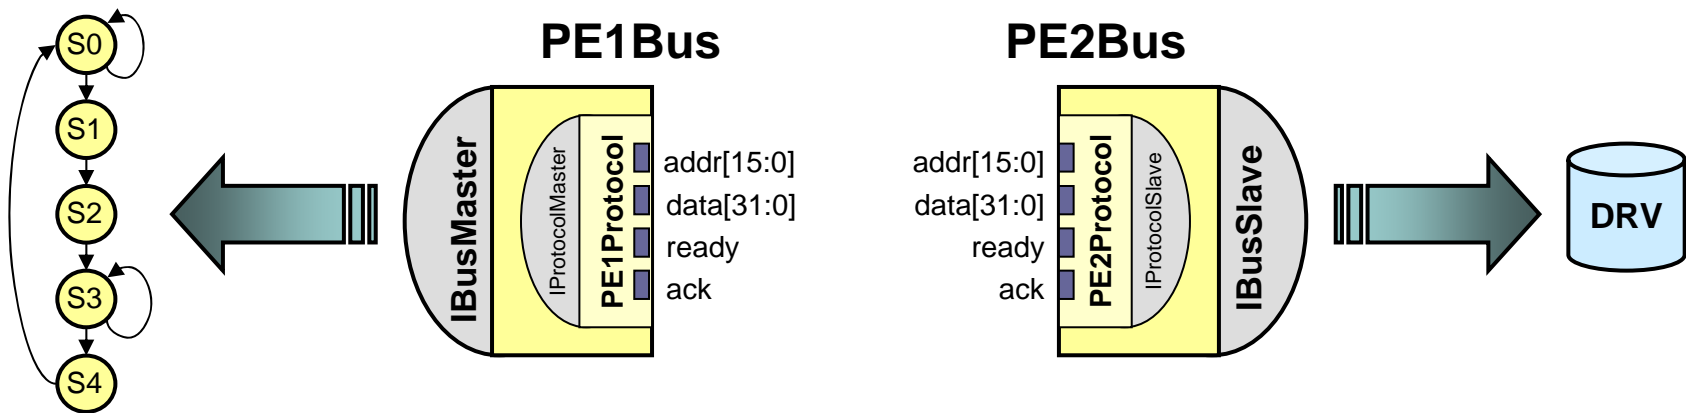 S0
S1
S2
S3
S4
PE1Bus
IBusMaster
IProtocolMaster
PE1Protocol
addr[15:0]
data[31:0]
ready
ack
PE2Bus
addr[15:0]
data[31:0]
ready
ack
PE2Protocol
IProtocolSlave
IBusSlave
DRV